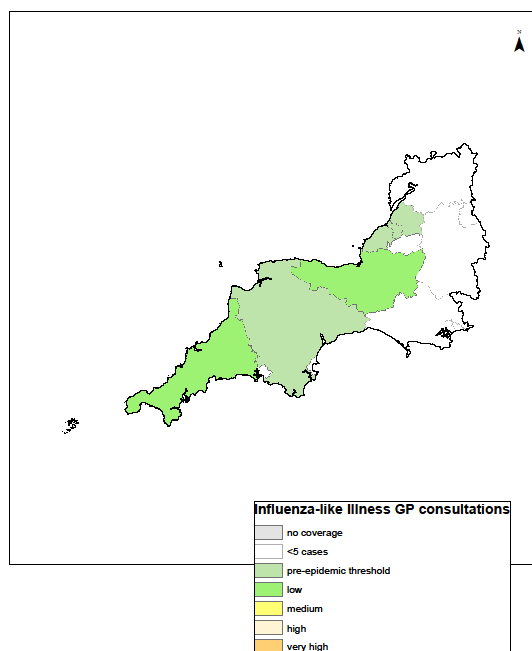 N
Influenza-like Illness GP consultations
no coverage
<5 cases
pre-epidemic threshold
low
medium
high
very high